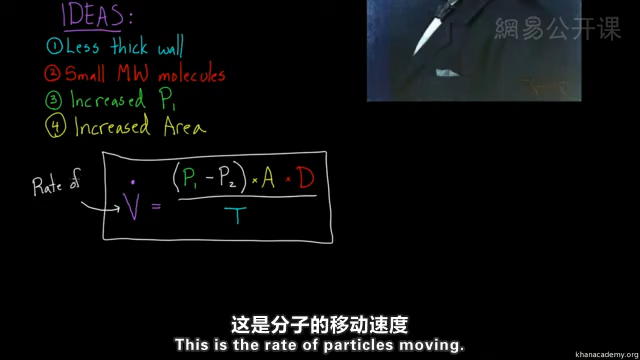 IDEAS:
網易公开课
① Less thick wall
② Small MW molecules
③ Increased P₁
④ Increased Area
Rate of
V̇ = (P₁ - P₂) × A × D / T
这是分子的移动速度
This is the rate of particles moving.
khanacademy.org